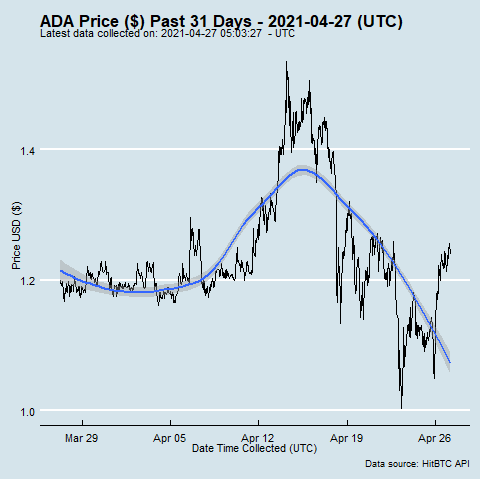 ADA Price ($) Past 31 Days - 2021-04-27 (UTC)
Latest data collected on: 2021-04-27 05:03:27 - UTC
Price USD ($)
1.4
1.2
1.0
Mar 29 Apr 05 Apr 12 Apr 19 Apr 26
Date Time Collected (UTC)
Data source: HitBTC API